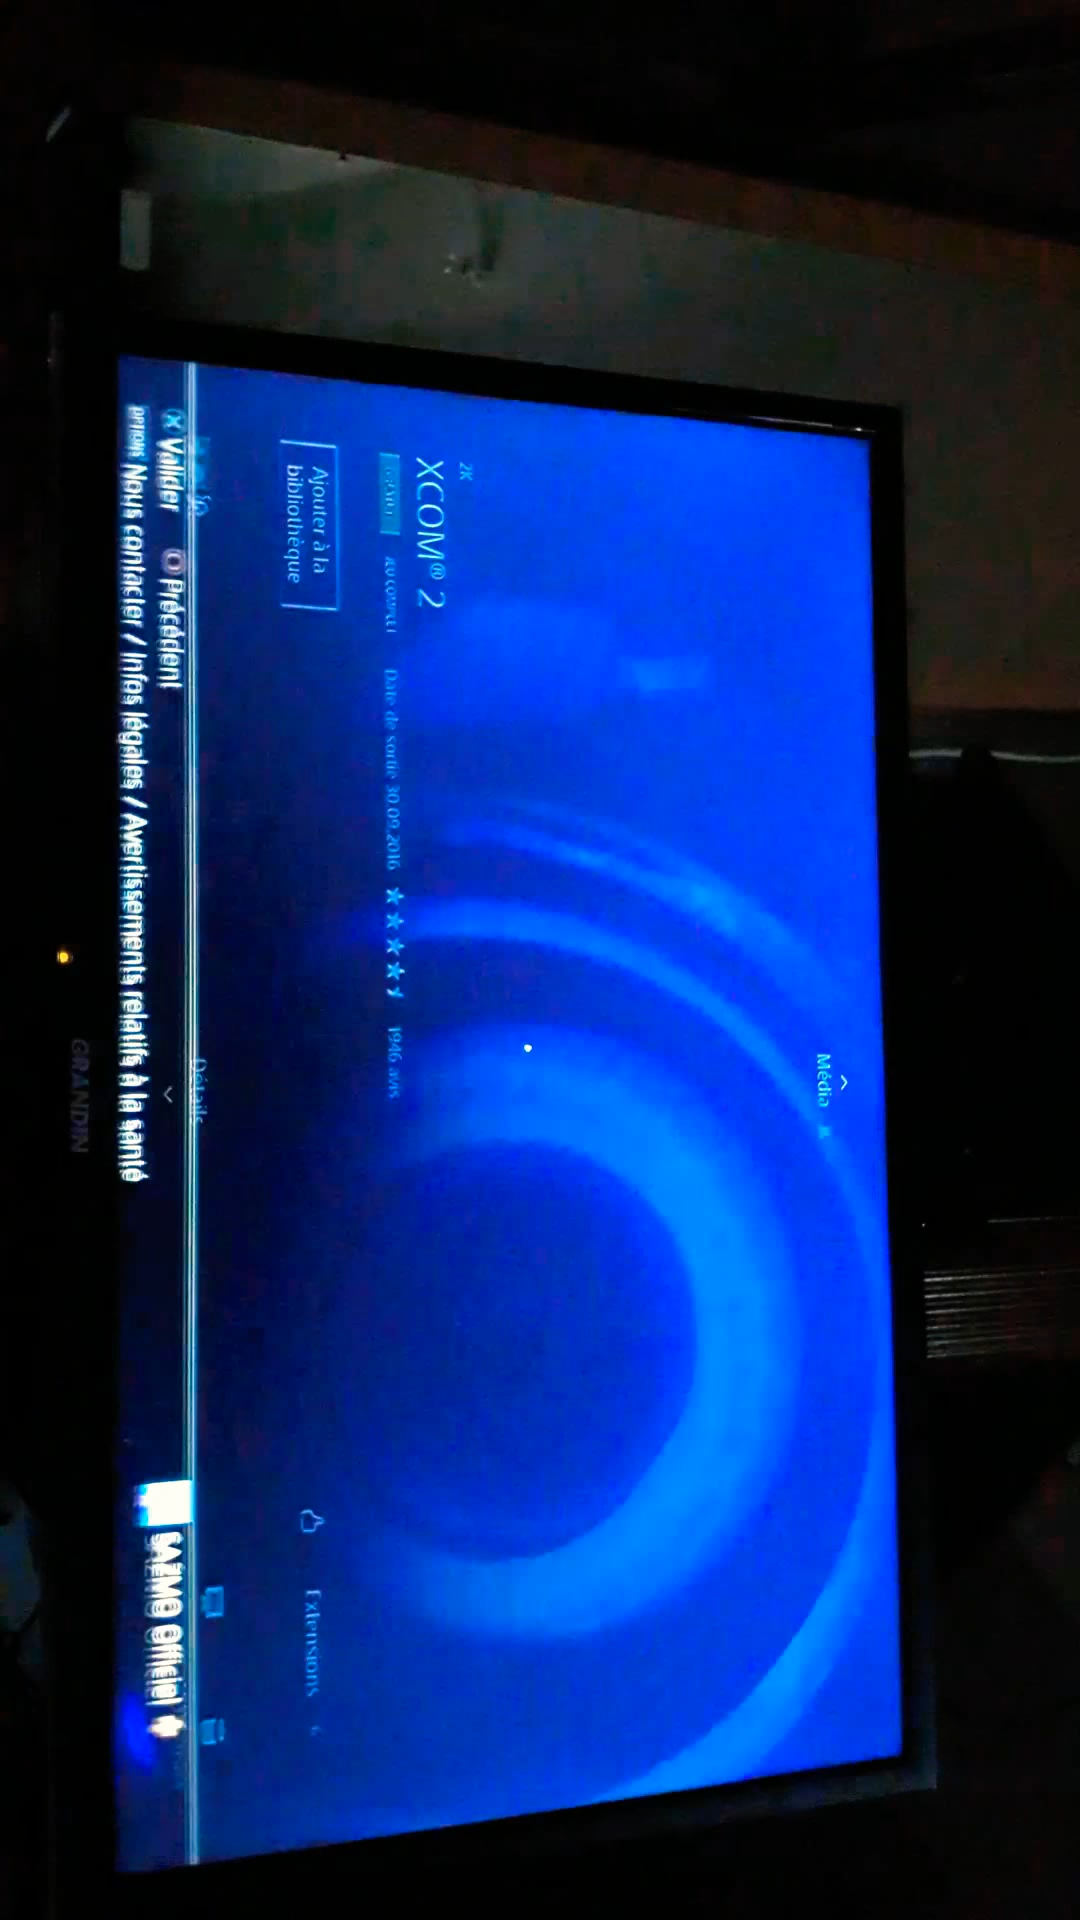 Média
2K
XCOM® 2
Date de sortie 30.09.2016 1946 avis
Ajouter à la
bibliothèque
Extensions
Détails
Valider Précédent
OPTIONS Nous contacter / Infos légales / Avertissements relatifs à la santé
Officiel
GRANDIN